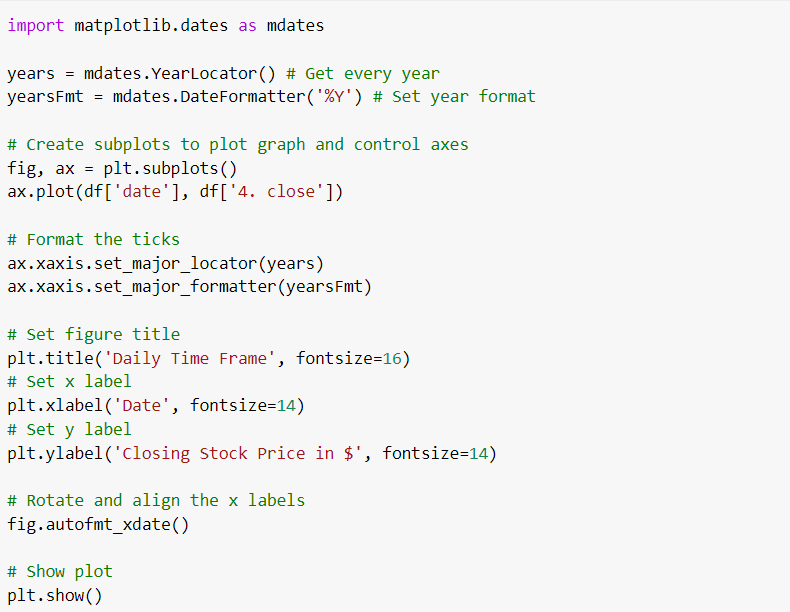 import matplotlib.dates as mdates
years = mdates.YearLocator() # Get every year
yearsFmt = mdates.DateFormatter('%Y') # Set year format
# Create subplots to plot graph and control axes
fig, ax = plt.subplots()
ax.plot(df['date'], df['4. close'])
# Format the ticks
ax.xaxis.set_major_locator(years)
ax.xaxis.set_major_formatter(yearsFmt)
# Set figure title
plt.title('Daily Time Frame', fontsize=16)
# Set x label
plt.xlabel('Date', fontsize=14)
# Set y label
plt.ylabel('Closing Stock Price in $', fontsize=14)
# Rotate and align the x labels
fig.autofmt_xdate()
# Show plot
plt.show()